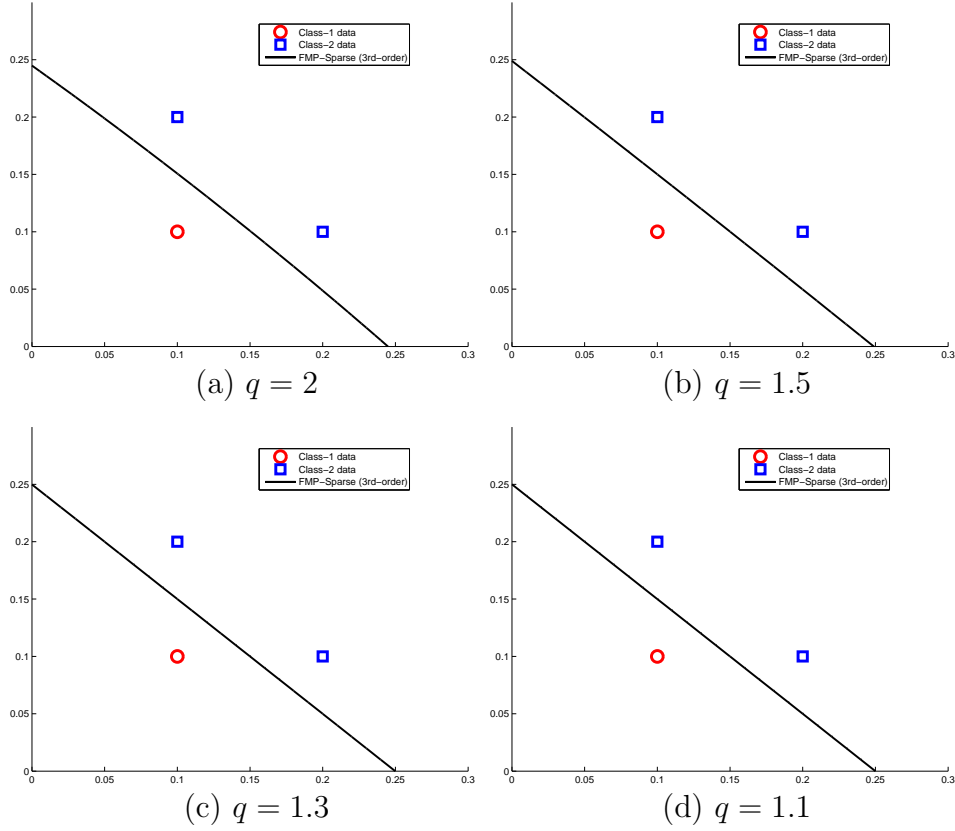 Class-1 data
Class-2 data
FMP-Sparse (3rd-order)
0.25
0.2
0.15
0.1
0.05
0
0 0.05 0.1 0.15 0.2 0.25 0.3
(a) q = 2
Class-1 data
Class-2 data
FMP-Sparse (3rd-order)
0.25
0.2
0.15
0.1
0.05
0
0 0.05 0.1 0.15 0.2 0.25 0.3
(b) q = 1.5
Class-1 data
Class-2 data
FMP-Sparse (3rd-order)
0.25
0.2
0.15
0.1
0.05
0
0 0.05 0.1 0.15 0.2 0.25 0.3
(c) q = 1.3
Class-1 data
Class-2 data
FMP-Sparse (3rd-order)
0.25
0.2
0.15
0.1
0.05
0
0 0.05 0.1 0.15 0.2 0.25 0.3
(d) q = 1.1